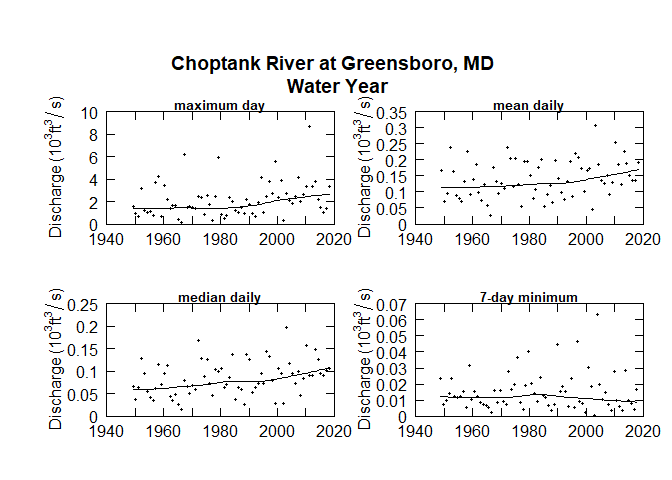 Choptank River at Greensboro, MD
Water Year
maximum day
Discharge (10³ft³ / s)
10
8
6
4
2
0
1940 1960 1980 2000 2020
mean daily
Discharge (10³ft³ / s)
0.35
0.3
0.25
0.2
0.15
0.1
0.05
0
1940 1960 1980 2000 2020
median daily
Discharge (10³ft³ / s)
0.25
0.2
0.15
0.1
0.05
0
1940 1960 1980 2000 2020
7-day minimum
Discharge (10³ft³ / s)
0.07
0.06
0.05
0.04
0.03
0.02
0.01
0
1940 1960 1980 2000 2020